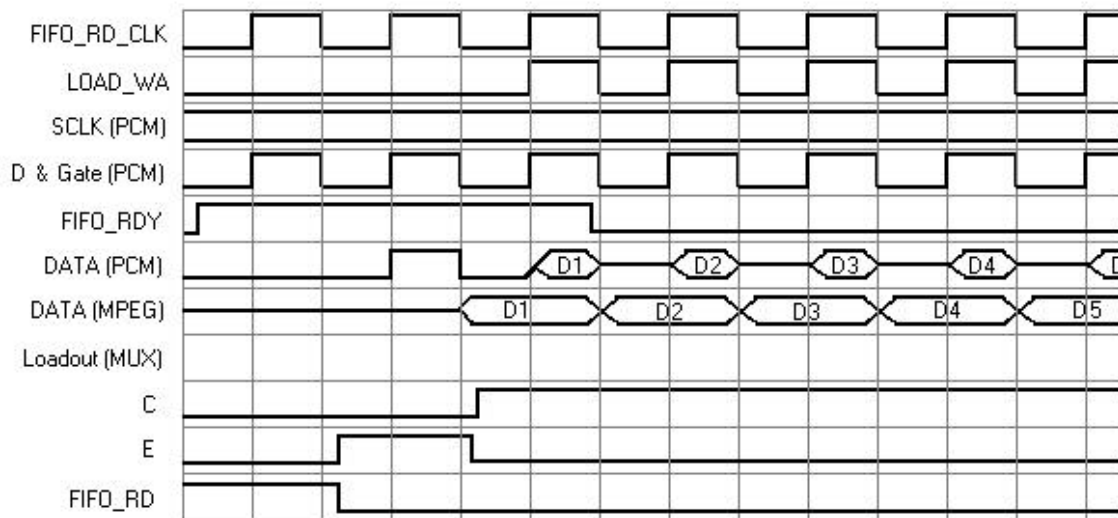 FIFO_RD_CLK
LOAD_WA
SCLK (PCM)
D & Gate (PCM)
FIFO_RDY
DATA (PCM) D1 D2 D3 D4
DATA (MPEG) D1 D2 D3 D4 D5
Loadout (MUX)
C
E
FIFO_RD